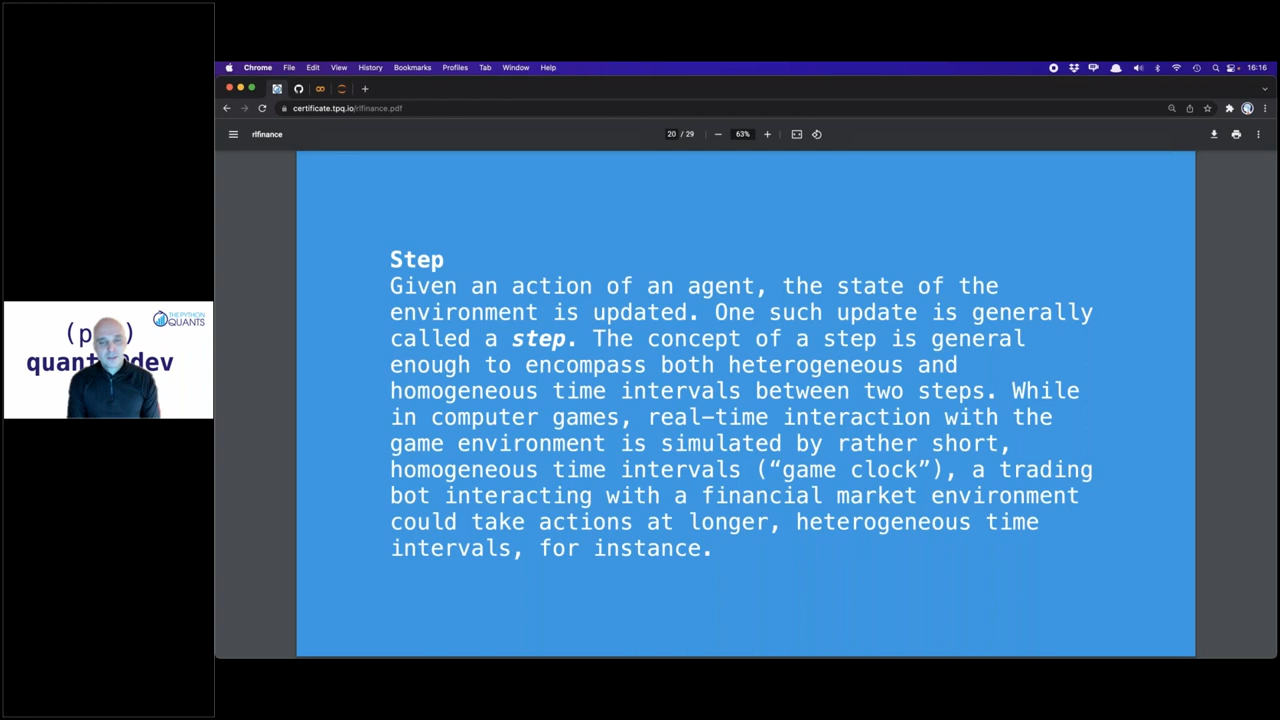 Chrome File Edit View History Bookmarks Profiles Tab Window Help 16:16
certificate.tpq.io/rlfinance.pdf
rlfinance 20 / 29 63%
Step
Given an action of an agent, the state of the
environment is updated. One such update is generally
called a step. The concept of a step is general
enough to encompass both heterogeneous and
homogeneous time intervals between two steps. While
in computer games, real-time interaction with the
game environment is simulated by rather short,
homogeneous time intervals (“game clock”), a trading
bot interacting with a financial market environment
could take actions at longer, heterogeneous time
intervals, for instance.
THE PYTHON
QUANTS